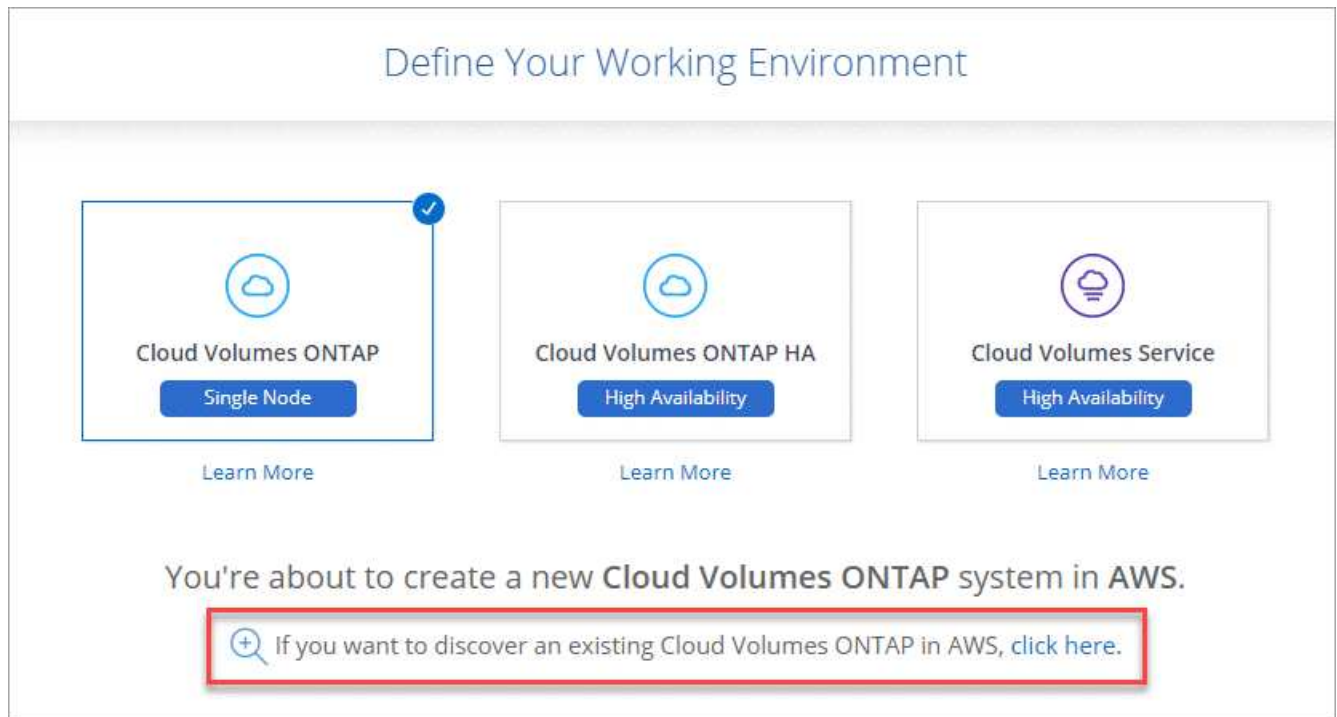 Define Your Working Environment
Cloud Volumes ONTAP
Single Node
Learn More
Cloud Volumes ONTAP HA
High Availability
Learn More
Cloud Volumes Service
High Availability
Learn More
You're about to create a new Cloud Volumes ONTAP system in AWS.
If you want to discover an existing Cloud Volumes ONTAP in AWS, click here.